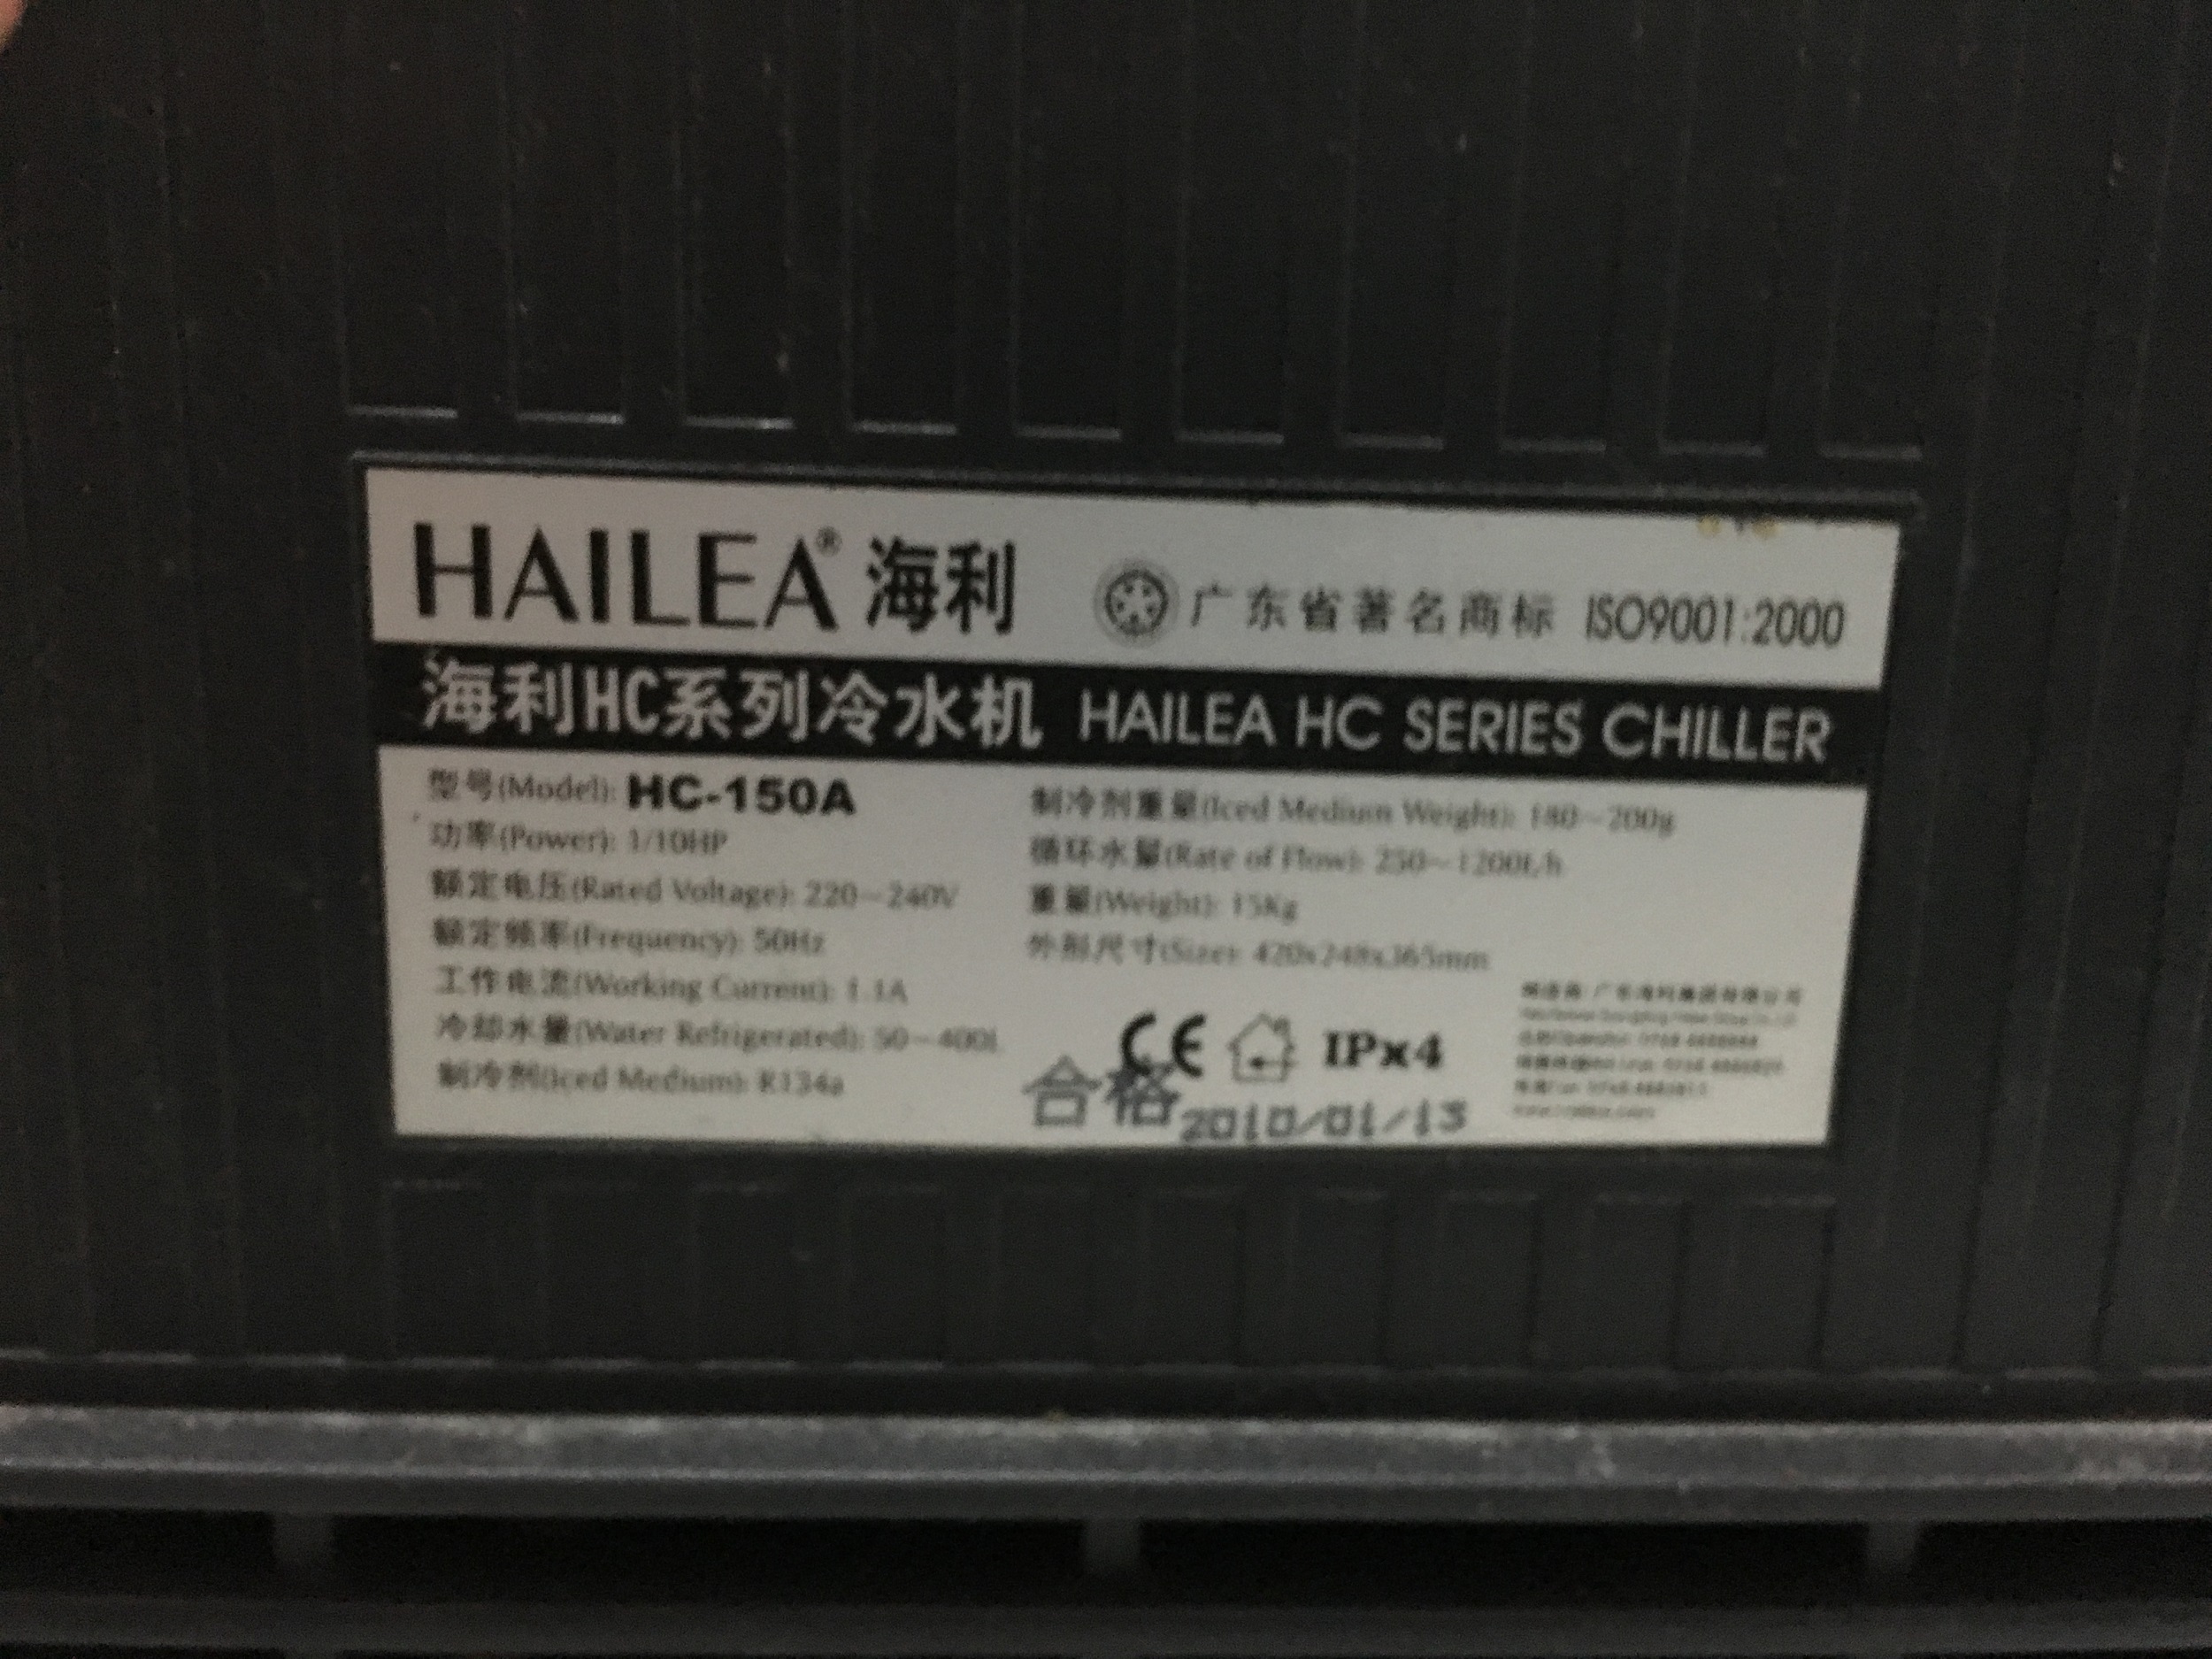 HAILEA® 海利 广东省著名商标 ISO9001:2000
海利HC系列冷水机 HAILEA HC SERIES CHILLER
型号(Model): HC-150A
功率(Power): 1/10HP
额定电压(Rated Voltage): 220~240V
额定频率(Frequency): 50Hz
工作电流(Working Current): 1.1A
冷却水量(Water Refrigerated): 50~400L
制冷剂(Iced Medium): R134a
制冷剂重量(Iced Medium Weight): 180~200g
循环水量(Rate of Flow): 250~1200L/h
重量(Weight): 15Kg
外形尺寸(Size): 420x248x365mm
CE IPx4
合格 2010/01/13